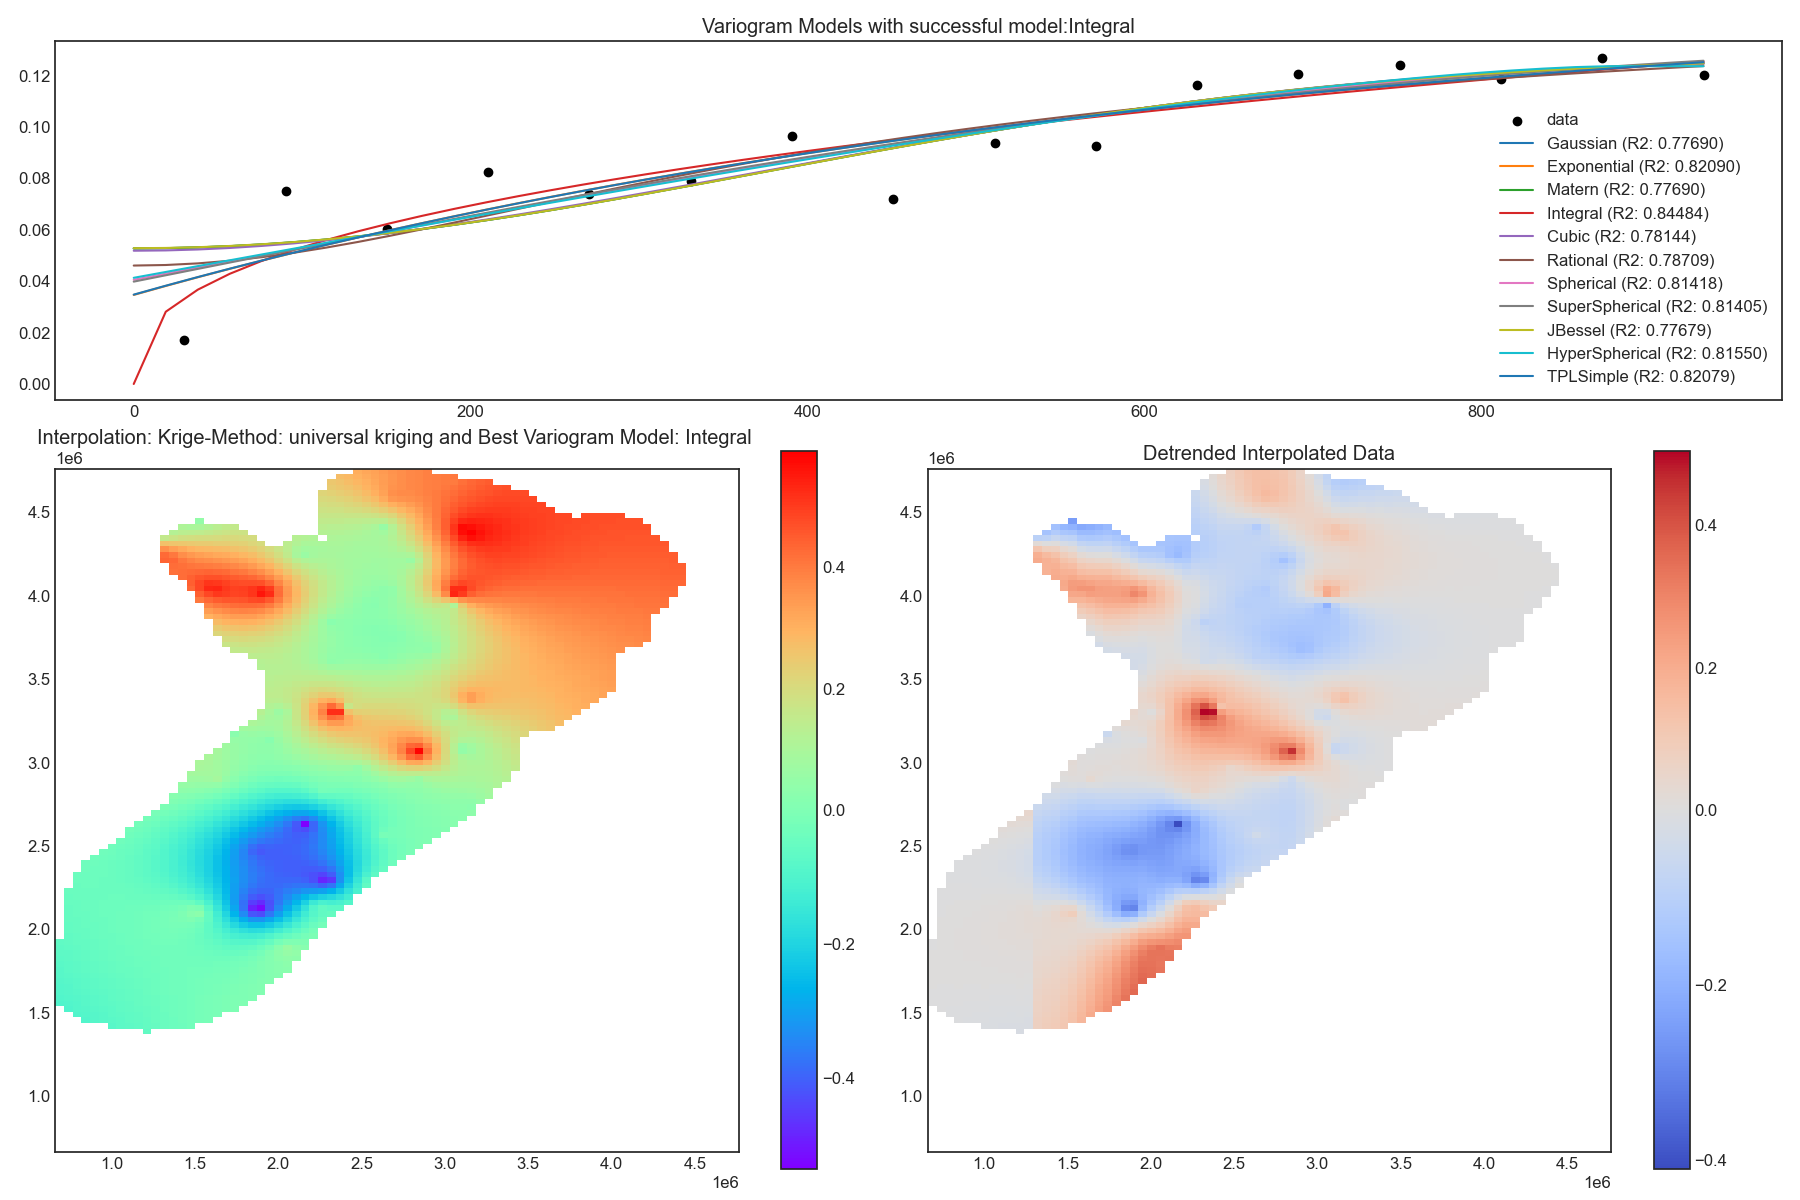 Variogram Models with successful model:Integral
0.12
0.10
0.08
0.06
0.04
0.02
0.00
data
Gaussian (R2: 0.77690)
Exponential (R2: 0.82090)
Matern (R2: 0.77690)
Integral (R2: 0.84484)
Cubic (R2: 0.78144)
Rational (R2: 0.78709)
Spherical (R2: 0.81418)
SuperSpherical (R2: 0.81405)
JBessel (R2: 0.77679)
HyperSpherical (R2: 0.81550)
TPLSimple (R2: 0.82079)
0 200 400 600 800
Interpolation: Krige-Method: universal kriging and Best Variogram Model: Integral
1e6
4.5
4.0
3.5
3.0
2.5
2.0
1.5
1.0
1.0 1.5 2.0 2.5 3.0 3.5 4.0 4.5
1e6
0.4
0.2
0.0
−0.2
−0.4
Detrended Interpolated Data
1e6
4.5
4.0
3.5
3.0
2.5
2.0
1.5
1.0
1.0 1.5 2.0 2.5 3.0 3.5 4.0 4.5
1e6
0.4
0.2
0.0
−0.2
−0.4